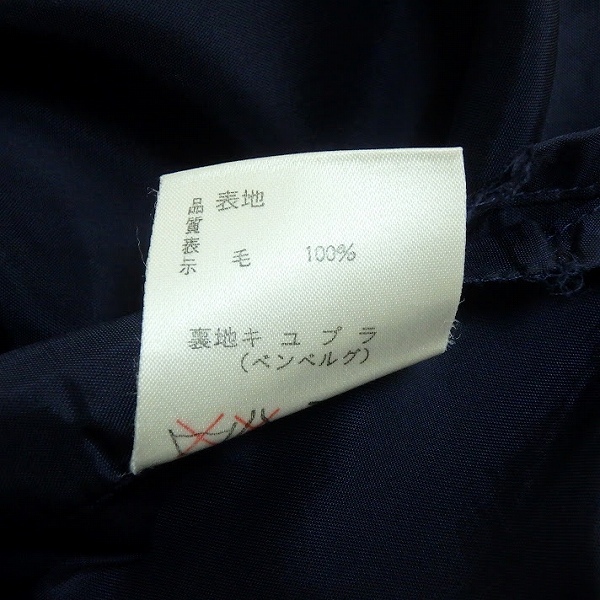 品質表示
表地
毛 100%
裏地キュプラ
(ベンベルグ)